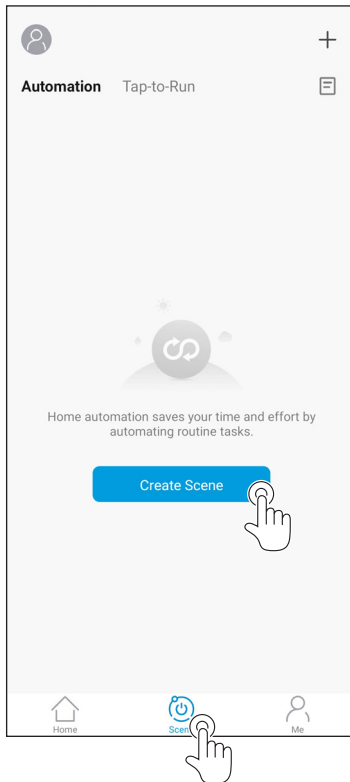 Automation Tap-to-Run
Home automation saves your time and effort by
automating routine tasks.
Create Scene
Home Scen Me